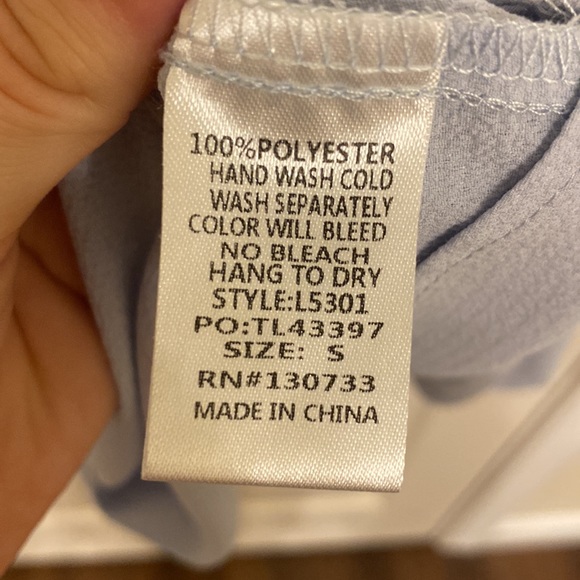 100%POLYESTER
HAND WASH COLD
WASH SEPARATELY
COLOR WILL BLEED
NO BLEACH
HANG TO DRY
STYLE:L5301
PO:TL43397
SIZE: S
RN#130733
MADE IN CHINA